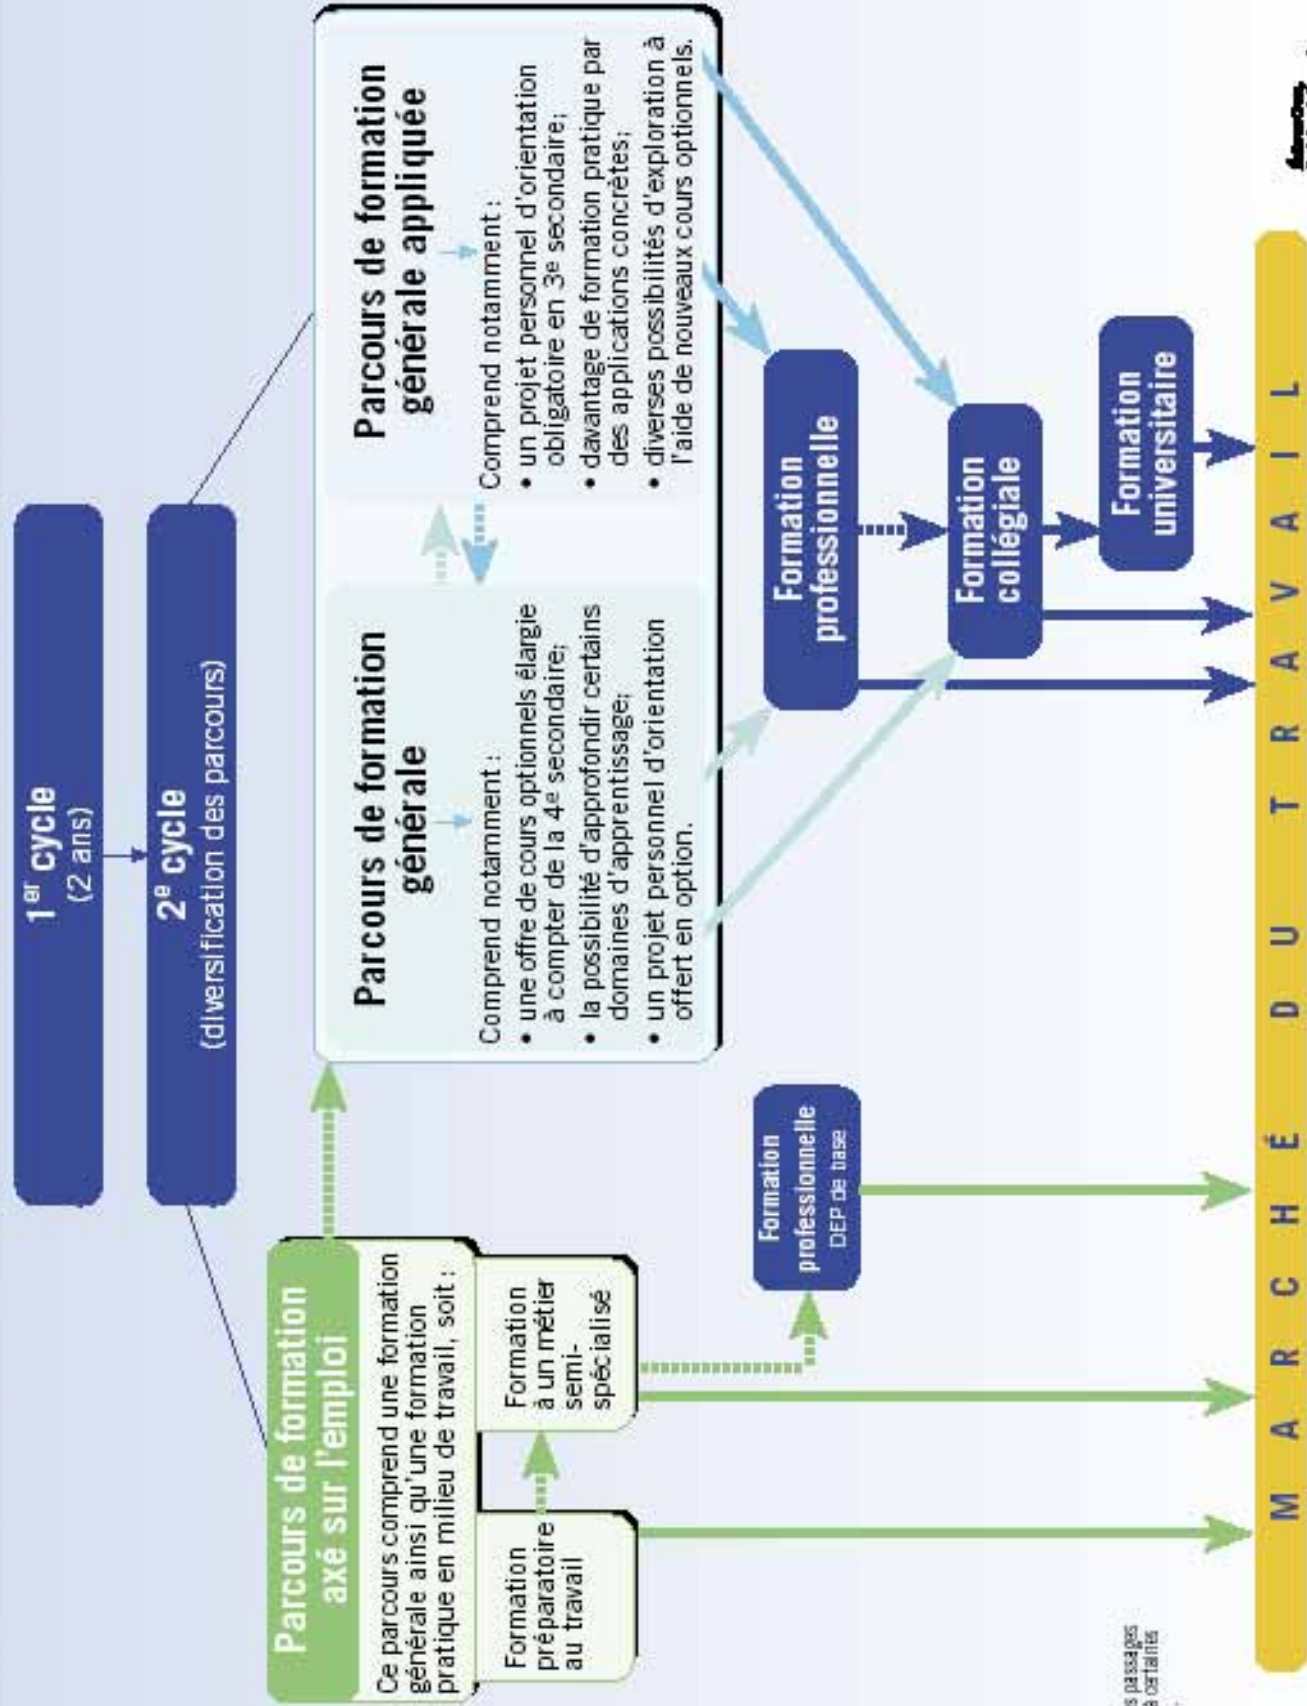 1er cycle
(2 ans)
2e cycle
(diversification des parcours)
Parcours de formation
axé sur l'emploi
Ce parcours comprend une formation
générale ainsi qu'une formation
pratique en milieu de travail, soit :
Formation
préparatoire
au travail
Formation
à un métier
semi-
spécialisé
Parcours de formation
générale
Comprend notamment :
• une offre de cours optionnels élargie
à compter de la 4e secondaire;
• la possibilité d'approfondir certains
domaines d'apprentissage;
• un projet personnel d'orientation
offert en option.
Parcours de formation
générale appliquée
Comprend notamment :
• un projet personnel d'orientation
obligatoire en 3e secondaire;
• davantage de formation pratique par
des applications concrètes;
• diverses possibilités d'exploration à
l'aide de nouveaux cours optionnels.
Formation
professionnelle
DEP de base
Formation
professionnelle
Formation
collégiale
Formation
universitaire
s passages
certaines
MARCHÉ DU TRAVAIL